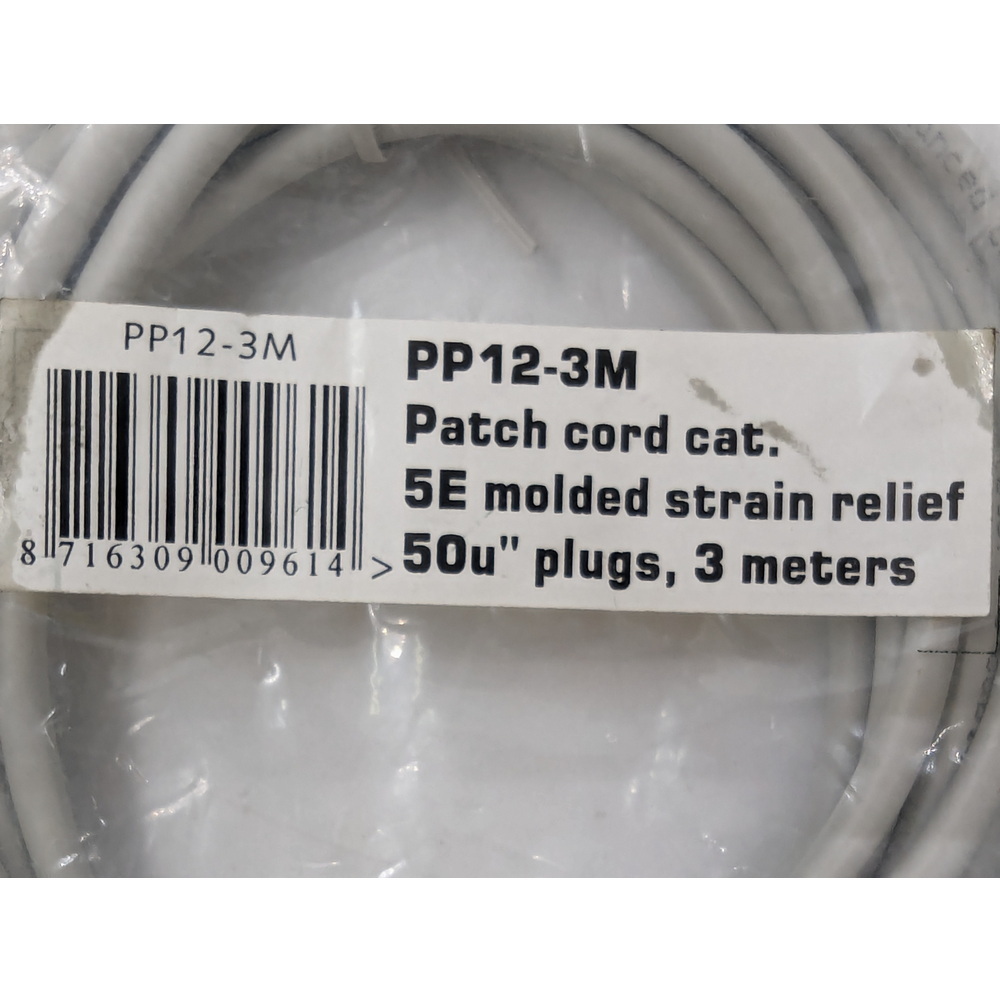 PP12-3M
8 716309 009614 >
PP12-3M
Patch cord cat.
5E molded strain relief
50u" plugs, 3 meters